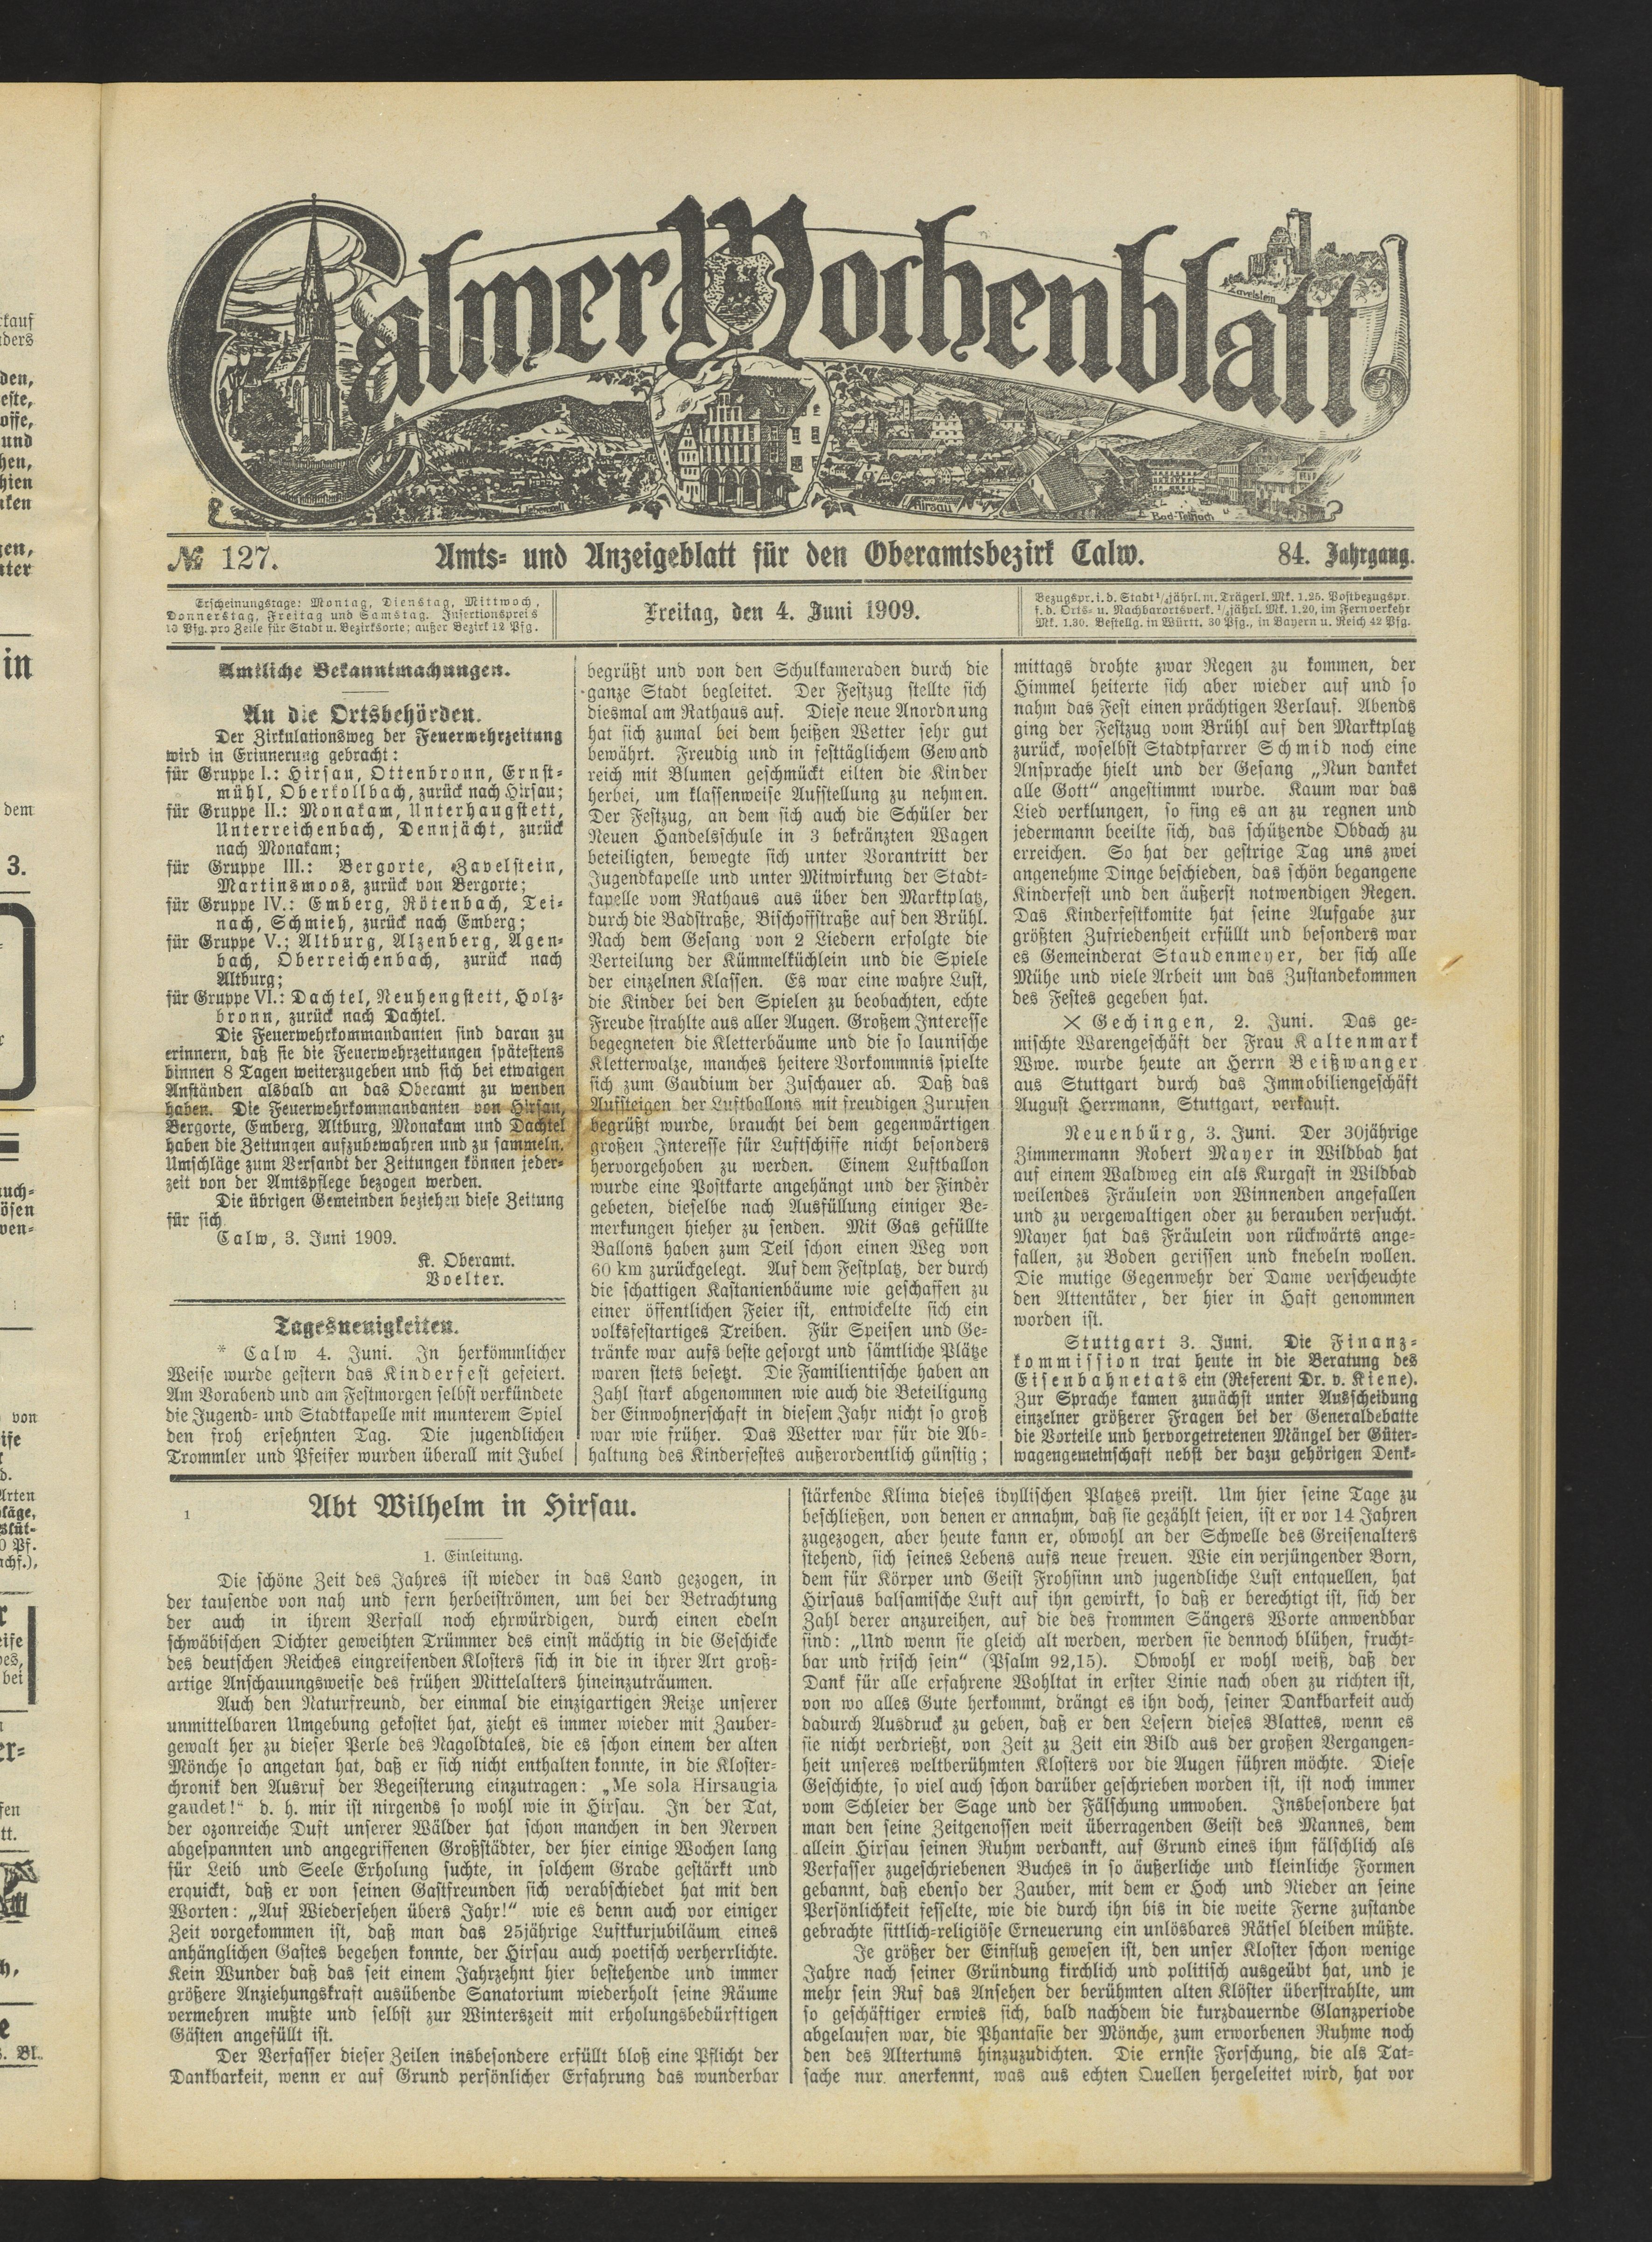 Calwer Wochenblatt
Zavelstein
Liebenzell
Hirsau
Bad-Teinach
№ 127.
Amts- und Anzeigeblatt für den Oberamtsbezirk Calw.
84. Jahrgang.
Erscheinungstage: Montag, Dienstag, Mittwoch,
Donnerstag, Freitag und Samstag. Insertionspreis
10 Pfg. pro Zeile für Stadt u. Bezirksorte; außer Bezirk 12 Pfg.
Freitag, den 4. Juni 1909.
Bezugspr. i. d. Stadt ¼jährl. m. Trägerl. Mk. 1.25. Postbezugspr.
f. d. Orts- u. Nachbarortsverk. ¼jährl. Mk. 1.20, im Fernverkehr
Mk. 1.30. Bestellg. in Württ. 30 Pfg., in Bayern u. Reich 42 Pfg.
Amtliche Bekanntmachungen.
An die Ortsbehörden.
Der Zirkulationsweg der Feuerwehrzeitung
wird in Erinnerung gebracht:
für Gruppe I.: Hirsau, Ottenbronn, Ernst-
mühl, Oberkollbach, zurück nach Hirsau;
für Gruppe II.: Monakam, Unterhaugstett,
Unterreichenbach, Dennjächt, zurück
nach Monakam;
für Gruppe III.: Bergorte, Zavelstein,
Martinsmoos, zurück von Bergorte;
für Gruppe IV.: Emberg, Rötenbach, Tei-
nach, Schmieh, zurück nach Emberg;
für Gruppe V.: Altburg, Alzenberg, Agen-
bach, Oberreichenbach, zurück nach
Altburg;
für Gruppe VI.: Dachtel, Neuhengstett, Holz-
bronn, zurück nach Dachtel.
Die Feuerwehrkommandanten sind daran zu
erinnern, daß sie die Feuerwehrzeitungen spätestens
binnen 8 Tagen weiterzugeben und sich bei etwaigen
Anständen alsbald an das Oberamt zu wenden
haben. Die Feuerwehrkommandanten von Hirsau,
Bergorte, Emberg, Altburg, Monakam und Dachtel
haben die Zeitungen aufzubewahren und zu sammeln.
Umschläge zum Versandt der Zeitungen können jeder-
zeit von der Amtspflege bezogen werden.
Die übrigen Gemeinden beziehen diese Zeitung
für sich
Calw, 3. Juni 1909.
K. Oberamt.
Voelter.
Tagesneuigkeiten.
* Calw 4. Juni. In herkömmlicher
Weise wurde gestern das Kinderfest gefeiert.
Am Vorabend und am Festmorgen selbst verkündete
die Jugend- und Stadtkapelle mit munterem Spiel
den froh ersehnten Tag. Die jugendlichen
Trommler und Pfeifer wurden überall mit Jubel
begrüßt und von den Schulkameraden durch die
ganze Stadt begleitet. Der Festzug stellte sich
diesmal am Rathaus auf. Diese neue Anordnung
hat sich zumal bei dem heißen Wetter sehr gut
bewährt. Freudig und in festtäglichem Gewand
reich mit Blumen geschmückt eilten die Kinder
herbei, um klassenweise Aufstellung zu nehmen.
Der Festzug, an dem sich auch die Schüler der
Neuen Handelsschule in 3 bekränzten Wagen
beteiligten, bewegte sich unter Vorantritt der
Jugendkapelle und unter Mitwirkung der Stadt-
kapelle vom Rathaus aus über den Marktplatz,
durch die Badstraße, Bischoffstraße auf den Brühl.
Nach dem Gesang von 2 Liedern erfolgte die
Verteilung der Kümmelküchlein und die Spiele
der einzelnen Klassen. Es war eine wahre Lust,
die Kinder bei den Spielen zu beobachten, echte
Freude strahlte aus aller Augen. Großem Interesse
begegneten die Kletterbäume und die so launische
Kletterwalze, manches heitere Vorkommnis spielte
sich zum Gaudium der Zuschauer ab. Daß das
Aufsteigen der Luftballons mit freudigen Zurufen
begrüßt wurde, braucht bei dem gegenwärtigen
großen Interesse für Luftschiffe nicht besonders
hervorgehoben zu werden. Einem Luftballon
wurde eine Postkarte angehängt und der Finder
gebeten, dieselbe nach Ausfüllung einiger Be-
merkungen hieher zu senden. Mit Gas gefüllte
Ballons haben zum Teil schon einen Weg von
60 km zurückgelegt. Auf dem Festplatz, der durch
die schattigen Kastanienbäume wie geschaffen zu
einer öffentlichen Feier ist, entwickelte sich ein
volksfestartiges Treiben. Für Speisen und Ge-
tränke war aufs beste gesorgt und sämtliche Plätze
waren stets besetzt. Die Familientische haben an
Zahl stark abgenommen wie auch die Beteiligung
der Einwohnerschaft in diesem Jahr nicht so groß
war wie früher. Das Wetter war für die Ab-
haltung des Kinderfestes außerordentlich günstig;
mittags drohte zwar Regen zu kommen, der
Himmel heiterte sich aber wieder auf und so
nahm das Fest einen prächtigen Verlauf. Abends
ging der Festzug vom Brühl auf den Marktplatz
zurück, woselbst Stadtpfarrer Schmid noch eine
Ansprache hielt und der Gesang „Nun danket
alle Gott“ angestimmt wurde. Kaum war das
Lied verklungen, so fing es an zu regnen und
jedermann beeilte sich, das schützende Obdach zu
erreichen. So hat der gestrige Tag uns zwei
angenehme Dinge beschieden, das schön begangene
Kinderfest und den äußerst notwendigen Regen.
Das Kinderfestkomite hat seine Aufgabe zur
größten Zufriedenheit erfüllt und besonders war
es Gemeinderat Staudenmeyer, der sich alle
Mühe und viele Arbeit um das Zustandekommen
des Festes gegeben hat.
× Gechingen, 2. Juni. Das ge-
mischte Warengeschäft der Frau Kaltenmark
Wwe. wurde heute an Herrn Beißwanger
aus Stuttgart durch das Immobiliengeschäft
August Herrmann, Stuttgart, verkauft.
Neuenbürg, 3. Juni. Der 30jährige
Zimmermann Robert Mayer in Wildbad hat
auf einem Waldweg ein als Kurgast in Wildbad
weilendes Fräulein von Winnenden angefallen
und zu vergewaltigen oder zu berauben versucht.
Mayer hat das Fräulein von rückwärts ange-
fallen, zu Boden gerissen und knebeln wollen.
Die mutige Gegenwehr der Dame verscheuchte
den Attentäter, der hier in Haft genommen
worden ist.
Stuttgart 3. Juni. Die Finanz-
kommission trat heute in die Beratung des
Eisenbahnetats ein (Referent Dr. v. Kiene).
Zur Sprache kamen zunächst unter Ausscheidung
einzelner größerer Fragen bei der Generaldebatte
die Vorteile und hervorgetretenen Mängel der Güter-
wagengemeinschaft nebst der dazu gehörigen Denk-
1
Abt Wilhelm in Hirsau.
1. Einleitung.
Die schöne Zeit des Jahres ist wieder in das Land gezogen, in
der tausende von nah und fern herbeiströmen, um bei der Betrachtung
der auch in ihrem Verfall noch ehrwürdigen, durch einen edeln
schwäbischen Dichter geweihten Trümmer des einst mächtig in die Geschicke
des deutschen Reiches eingreifenden Klosters sich in die in ihrer Art groß-
artige Anschauungsweise des frühen Mittelalters hineinzuträumen.
Auch den Naturfreund, der einmal die einzigartigen Reize unserer
unmittelbaren Umgebung gekostet hat, zieht es immer wieder mit Zauber-
gewalt her zu dieser Perle des Nagoldtales, die es schon einem der alten
Mönche so angetan hat, daß er sich nicht enthalten konnte, in die Kloster-
chronik den Ausruf der Begeisterung einzutragen: „Me sola Hirsaugia
gaudet!“ d. h. mir ist nirgends so wohl wie in Hirsau. In der Tat,
der ozonreiche Duft unserer Wälder hat schon manchen in den Nerven
abgespannten und angegriffenen Großstädter, der hier einige Wochen lang
für Leib und Seele Erholung suchte, in solchem Grade gestärkt und
erquickt, daß er von seinen Gastfreunden sich verabschiedet hat mit den
Worten: „Auf Wiedersehen übers Jahr!“ wie es denn auch vor einiger
Zeit vorgekommen ist, daß man das 25jährige Luftkurjubiläum eines
anhänglichen Gastes begehen konnte, der Hirsau auch poetisch verherrlichte.
Kein Wunder daß das seit einem Jahrzehnt hier bestehende und immer
größere Anziehungskraft ausübende Sanatorium wiederholt seine Räume
vermehren mußte und selbst zur Winterszeit mit erholungsbedürftigen
Gästen angefüllt ist.
Der Verfasser dieser Zeilen insbesondere erfüllt bloß eine Pflicht der
Dankbarkeit, wenn er auf Grund persönlicher Erfahrung das wunderbar
stärkende Klima dieses idyllischen Platzes preist. Um hier seine Tage zu
beschließen, von denen er annahm, daß sie gezählt seien, ist er vor 14 Jahren
zugezogen, aber heute kann er, obwohl an der Schwelle des Greisenalters
stehend, sich seines Lebens aufs neue freuen. Wie ein verjüngender Born,
dem für Körper und Geist Frohsinn und jugendliche Lust entquellen, hat
Hirsaus balsamische Luft auf ihn gewirkt, so daß er berechtigt ist, sich der
Zahl derer anzureihen, auf die des frommen Sängers Worte anwendbar
sind: „Und wenn sie gleich alt werden, werden sie dennoch blühen, frucht-
bar und frisch sein“ (Psalm 92,15). Obwohl er wohl weiß, daß der
Dank für alle erfahrene Wohltat in erster Linie nach oben zu richten ist,
von wo alles Gute herkommt, drängt es ihn doch, seiner Dankbarkeit auch
dadurch Ausdruck zu geben, daß er den Lesern dieses Blattes, wenn es
sie nicht verdrießt, von Zeit zu Zeit ein Bild aus der großen Vergangen-
heit unseres weltberühmten Klosters vor die Augen führen möchte. Diese
Geschichte, so viel auch schon darüber geschrieben worden ist, ist noch immer
vom Schleier der Sage und der Fälschung umwoben. Insbesondere hat
man den seine Zeitgenossen weit überragenden Geist des Mannes, dem
allein Hirsau seinen Ruhm verdankt, auf Grund eines ihm fälschlich als
Verfasser zugeschriebenen Buches in so äußerliche und kleinliche Formen
gebannt, daß ebenso der Zauber, mit dem er Hoch und Nieder an seine
Persönlichkeit fesselte, wie die durch ihn bis in die weite Ferne zustande
gebrachte sittlich-religiöse Erneuerung ein unlösbares Rätsel bleiben müßte.
Je größer der Einfluß gewesen ist, den unser Kloster schon wenige
Jahre nach seiner Gründung kirchlich und politisch ausgeübt hat, und je
mehr sein Ruf das Ansehen der berühmten alten Klöster überstrahlte, um
so geschäftiger erwies sich, bald nachdem die kurzdauernde Glanzperiode
abgelaufen war, die Phantasie der Mönche, zum erworbenen Ruhme noch
den des Altertums hinzuzudichten. Die ernste Forschung, die als Tat-
sache nur anerkennt, was aus echten Quellen hergeleitet wird, hat vor